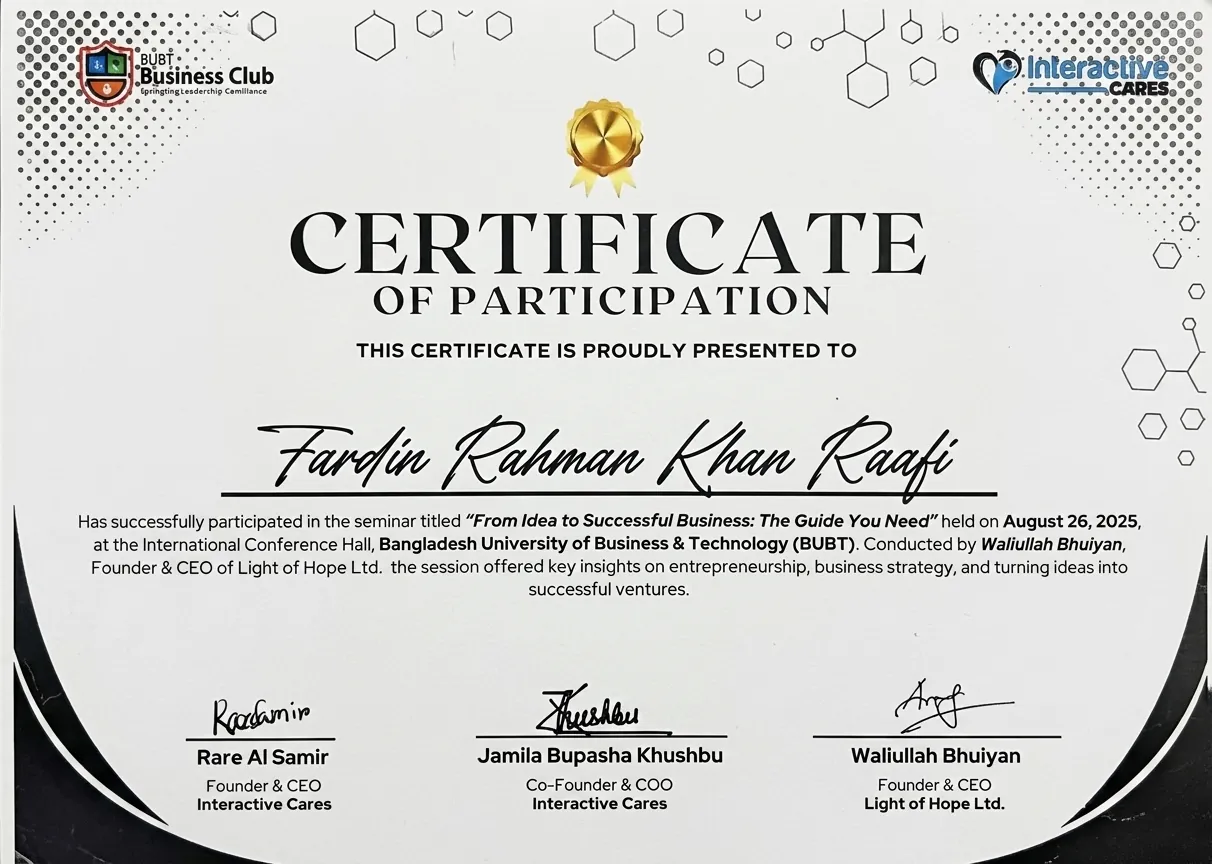 BUBT
Business Club
Springting Leadership Cemlliance
Interactive
CARES
CERTIFICATE
OF PARTICIPATION
THIS CERTIFICATE IS PROUDLY PRESENTED TO
Fardin Rahman Khan Raafi
Has successfully participated in the seminar titled “From Idea to Successful Business: The Guide You Need” held on August 26, 2025,
at the International Conference Hall, Bangladesh University of Business & Technology (BUBT). Conducted by Waliullah Bhuiyan,
Founder & CEO of Light of Hope Ltd. the session offered key insights on entrepreneurship, business strategy, and turning ideas into
successful ventures.
RaaSamir
Khushbu
Rare Al Samir
Jamila Bupasha Khushbu
Waliullah Bhuiyan
Founder & CEO
Co-Founder & COO
Founder & CEO
Interactive Cares
Interactive Cares
Light of Hope Ltd.